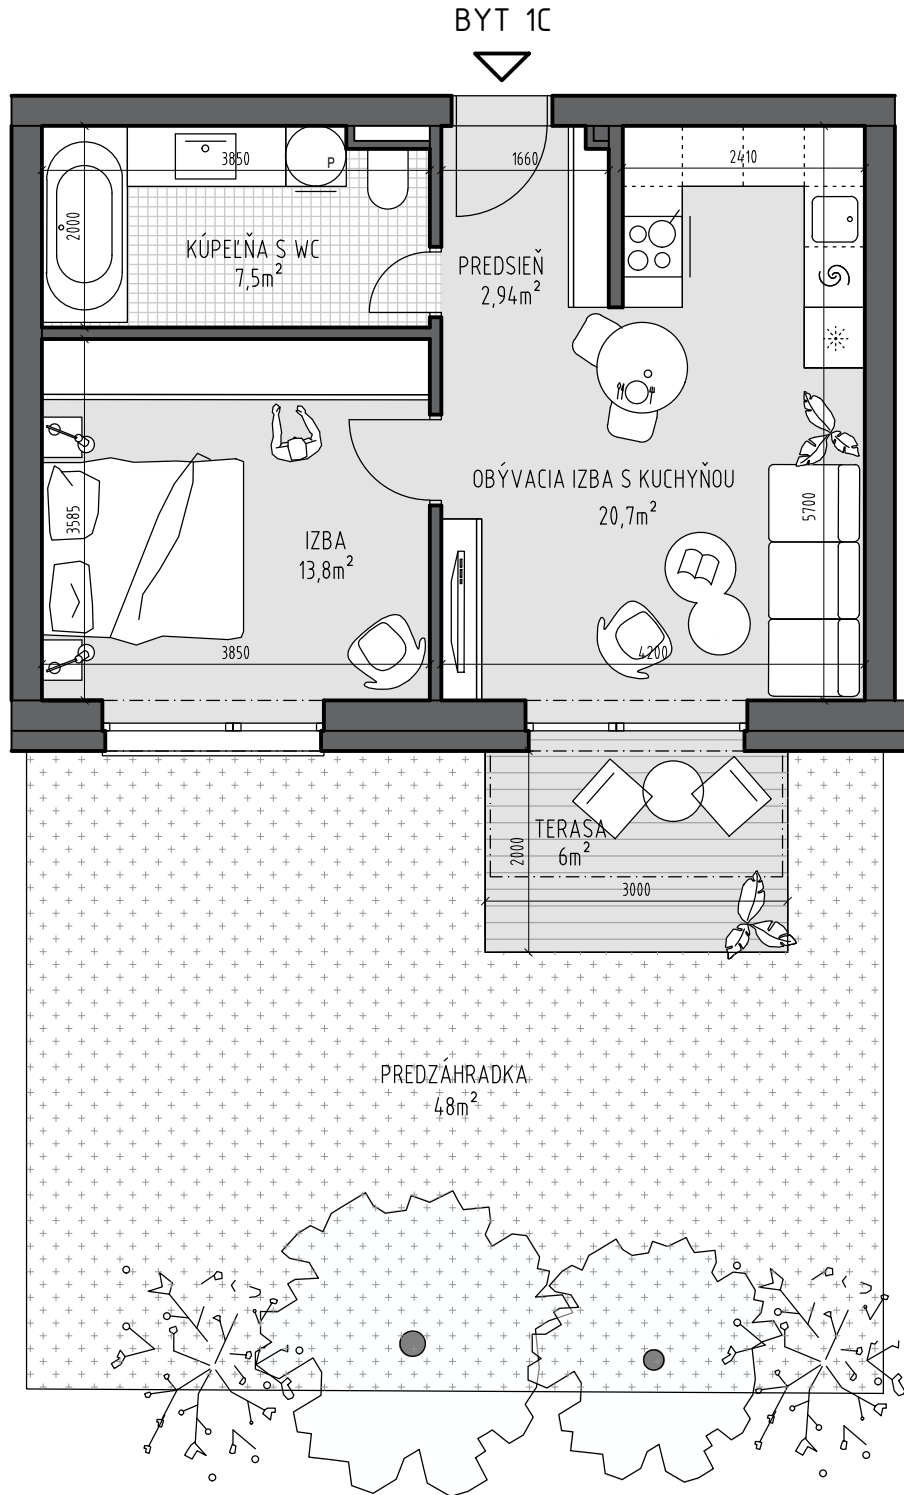 BYT 1C
3850
1660
2410
P
2000
KÚPEĽŇA S WC
7,5m²
PREDSIEŇ
2,94m²
OBÝVACIA IZBA S KUCHYŇOU
20,7m²
5700
3585
IZBA
13,8m²
3850
4200
TERASA
6m²
2000
3000
PREDZÁHRADKA
48m²